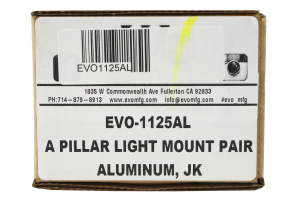 EVO1125AL
1835 W Commonwealth Ave Fullerton CA 92833
PH:714-879-8913 www.evomfg.com info@evomfg.com #evo_mfg
EVO-1125AL
A PILLAR LIGHT MOUNT PAIR
ALUMINUM, JK